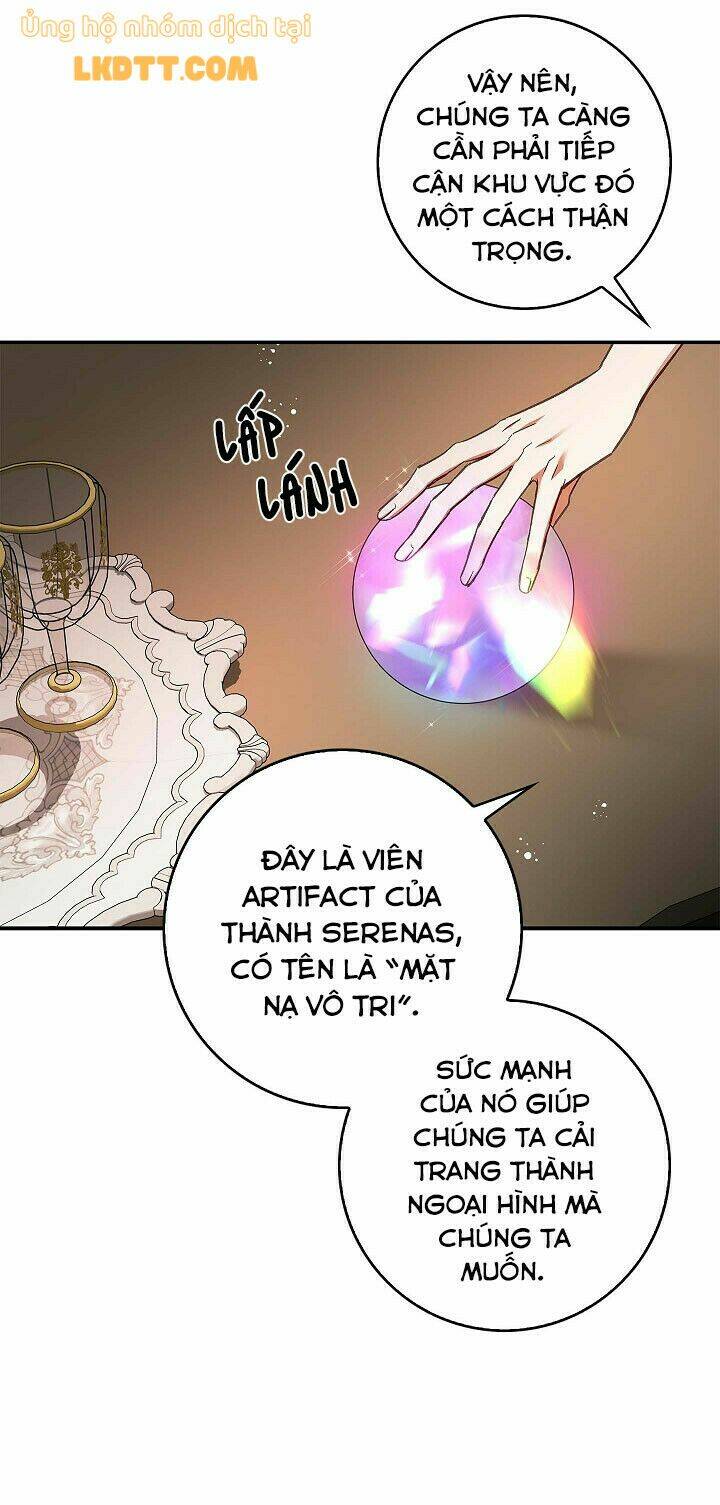 Ủng hộ nhóm dịch tại
LKDTT.COM
VẬY NÊN,
CHÚNG TA CÀNG
CẦN PHẢI TIẾP
CẬN KHU VỰC ĐÓ
MỘT CÁCH THẬN
TRỌNG.
LẤP
LÁNH
ĐÂY LÀ VIÊN
ARTIFACT CỦA
THÀNH SERENAS,
CÓ TÊN LÀ “MẶT
NẠ VÔ TRI”.
SỨC MẠNH
CỦA NÓ GIÚP
CHÚNG TA CẢI
TRANG THÀNH
NGOẠI HÌNH MÀ
CHÚNG TA
MUỐN.